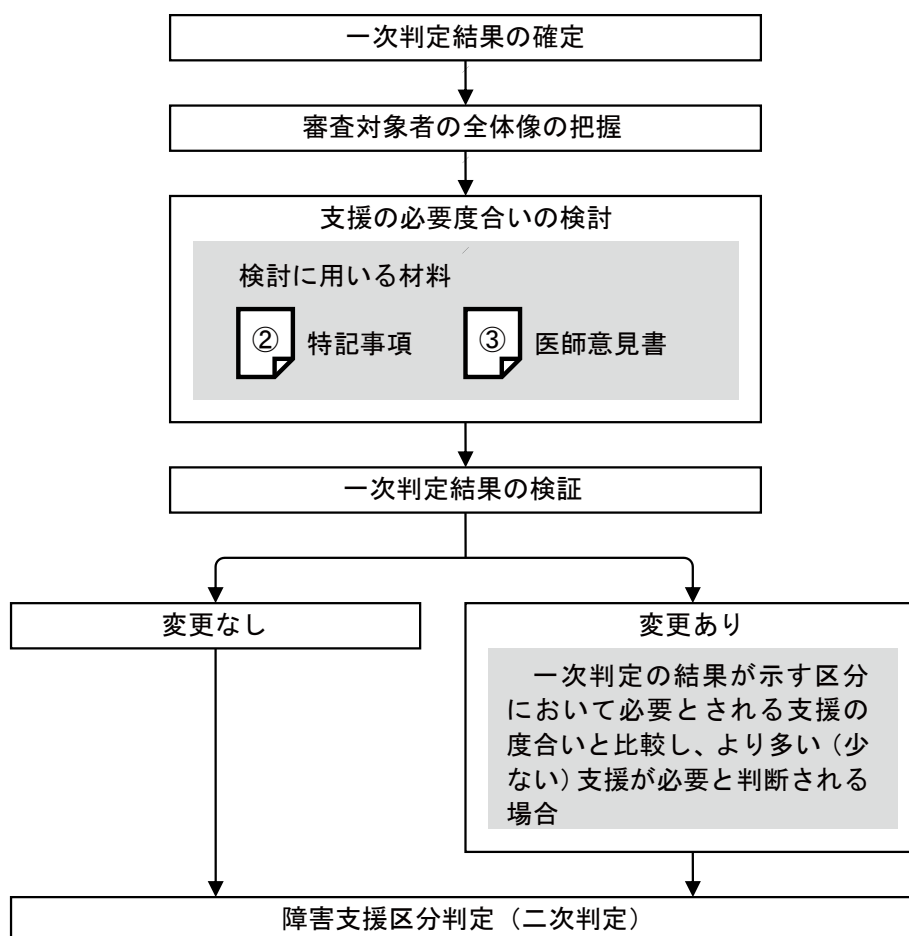 一次判定結果の確定
審査対象者の全体像の把握
支援の必要度合いの検討
検討に用いる材料
② 特記事項 ③ 医師意見書
一次判定結果の検証
変更なし
変更あり
一次判定の結果が示す区分
において必要とされる支援の
度合いと比較し、より多い（少
ない）支援が必要と判断される
場合
障害支援区分判定（二次判定）